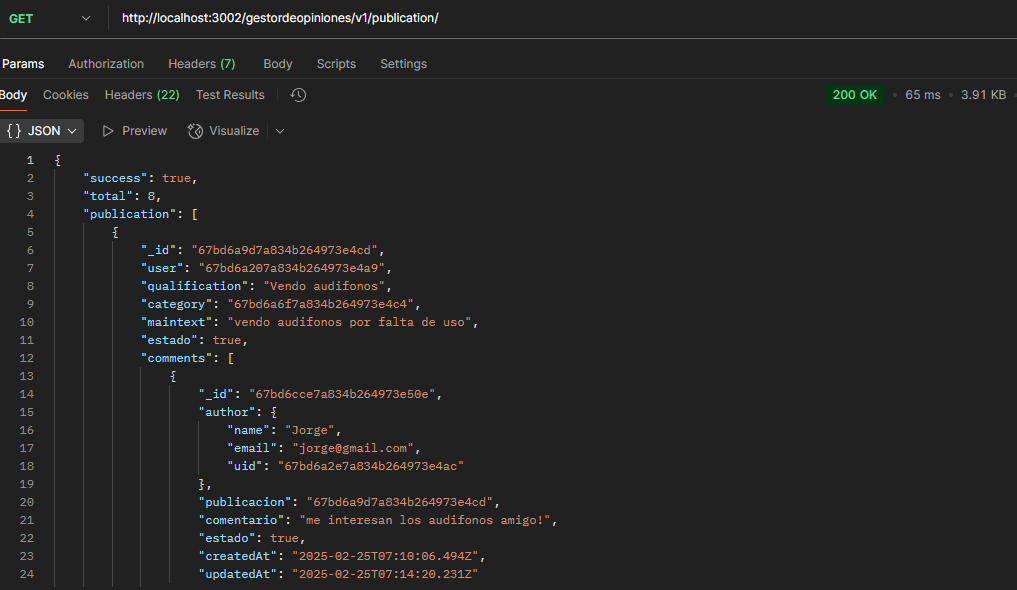 GET http://localhost:3002/gestordeopiniones/v1/publication/
Params Authorization Headers (7) Body Scripts Settings
Body Cookies Headers (22) Test Results 200 OK • 65 ms • 3.91 KB •
{} JSON Preview Visualize
1 {
2 "success": true,
3 "total": 8,
4 "publication": [
5 {
6 "_id": "67bd6a9d7a834b264973e4cd",
7 "user": "67bd6a207a834b264973e4a9",
8 "qualification": "Vendo audifonos",
9 "category": "67bd6a6f7a834b264973e4c4",
10 "maintext": "vendo audifonos por falta de uso",
11 "estado": true,
12 "comments": [
13 {
14 "_id": "67bd6cce7a834b264973e50e",
15 "author": {
16 "name": "Jorge",
17 "email": "jorge@gmail.com",
18 "uid": "67bd6a2e7a834b264973e4ac"
19 },
20 "publicacion": "67bd6a9d7a834b264973e4cd",
21 "comentario": "me interesan los audifonos amigo!",
22 "estado": true,
23 "createdAt": "2025-02-25T07:10:06.494Z",
24 "updatedAt": "2025-02-25T07:14:20.231Z"